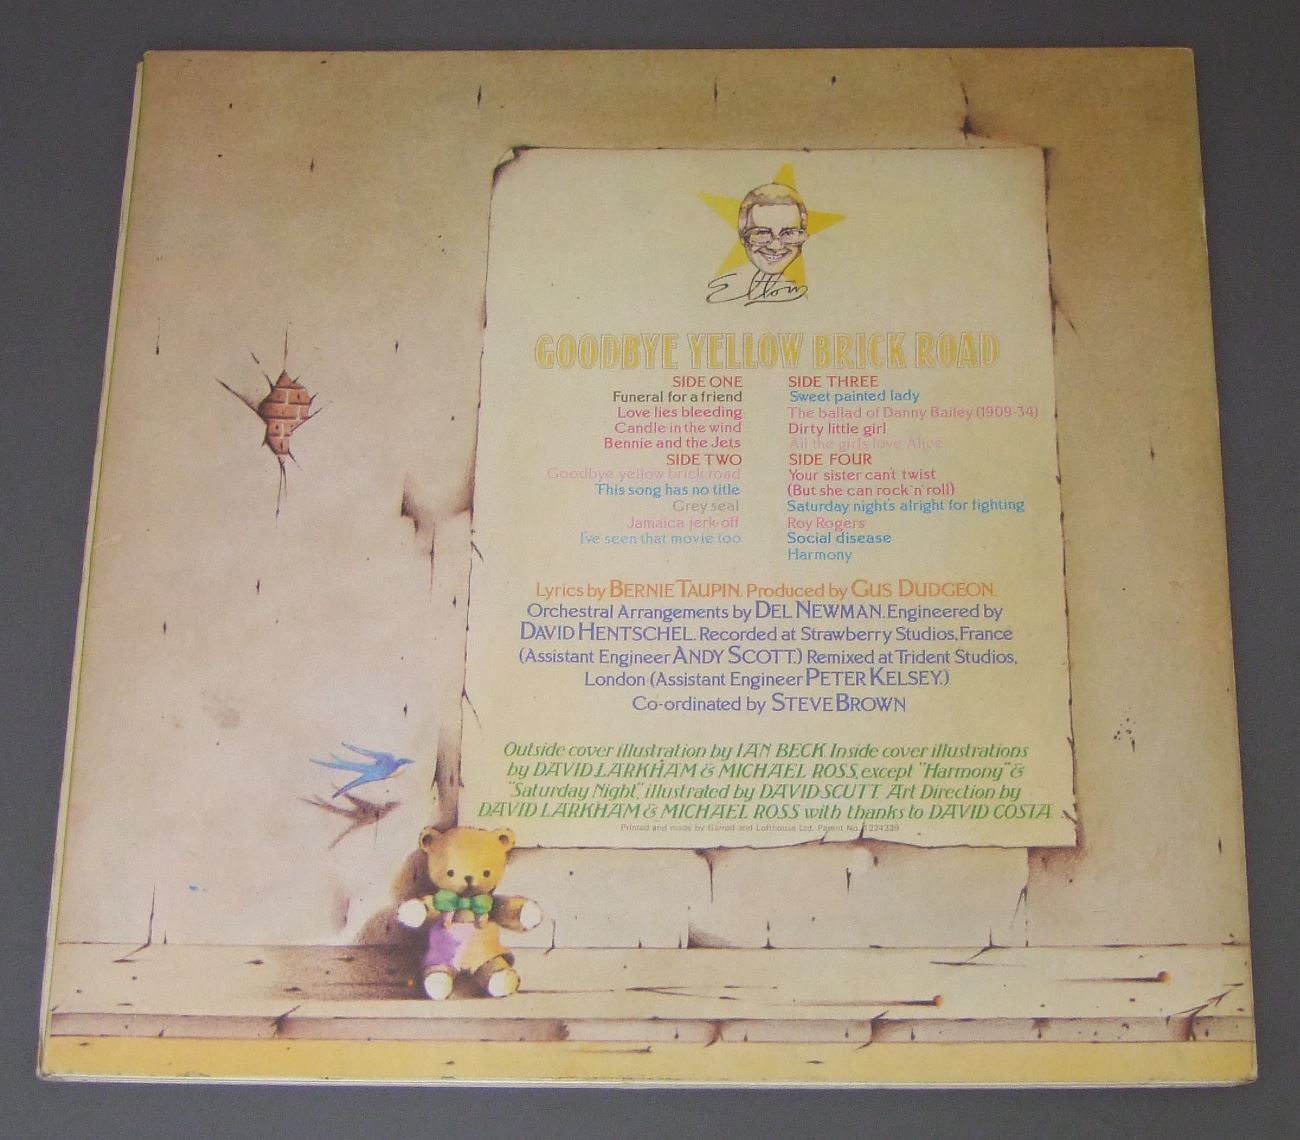 Elton
GOODBYE YELLOW BRICK ROAD
SIDE ONE
Funeral for a friend
Love lies bleeding
Candle in the wind
Bennie and the Jets
SIDE TWO
Goodbye yellow brick road
This song has no title
Grey seal
Jamaica jerk-off
I've seen that movie too
SIDE THREE
Sweet painted lady
The ballad of Danny Bailey (1909-34)
Dirty little girl
All the girls love Alice
SIDE FOUR
Your sister can't twist
(But she can rock 'n' roll)
Saturday night's alright for fighting
Roy Rogers
Social disease
Harmony
Lyrics by BERNIE TAUPIN. Produced by GUS DUDGEON.
Orchestral Arrangements by DEL NEWMAN. Engineered by
DAVID HENTSCHEL. Recorded at Strawberry Studios, France
(Assistant Engineer ANDY SCOTT.) Remixed at Trident Studios,
London (Assistant Engineer PETER KELSEY.)
Co-ordinated by STEVE BROWN
Outside cover illustration by IAN BECK. Inside cover illustrations
by DAVID LARKHAM & MICHAEL ROSS, except "Harmony" &
"Saturday Night" illustrated by DAVID SCUTT. Art Direction by
DAVID LARKHAM & MICHAEL ROSS with thanks to DAVID COSTA.
Printed and made by Garrod and Lofthouse Ltd. Patent No. 1224339